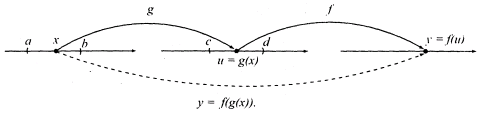 g
f
a x b
c d
y = f(u)
u = g(x)
y = f(g(x)).